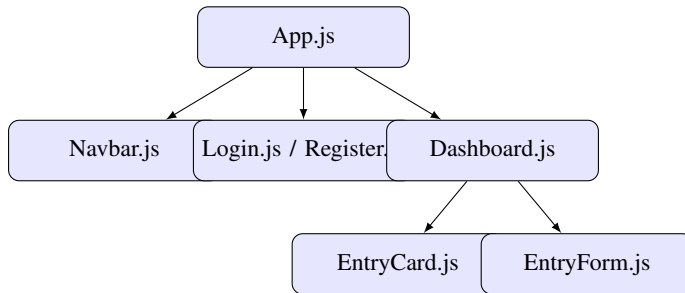 App.js
Navbar.js
Login.js / Register.
Dashboard.js
EntryCard.js
EntryForm.js